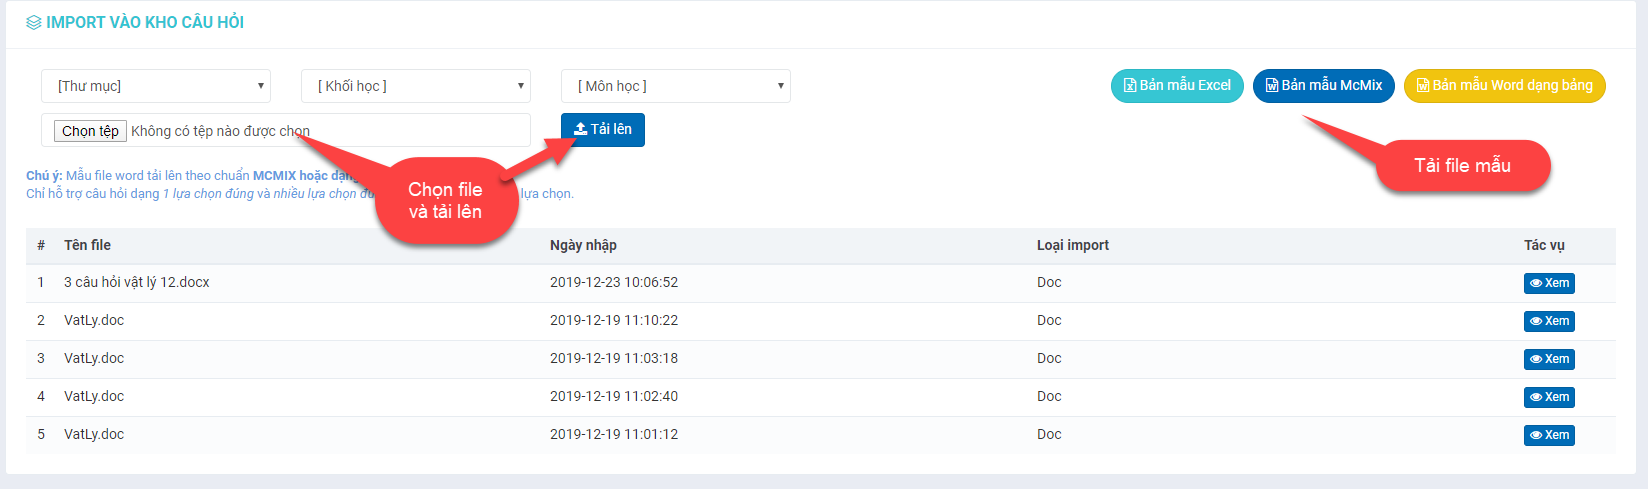 IMPORT VÀO KHO CÂU HỎI
[Thư mục]
[ Khối học ]
[ Môn học ]
Bản mẫu Excel
Bản mẫu McMix
Bản mẫu Word dạng bảng
Chọn tệp Không có tệp nào được chọn
Tải lên
Tải file mẫu
Chọn file
và tải lên
Chú ý: Mẫu file word tải lên theo chuẩn MCMIX hoặc dạng
Chỉ hỗ trợ câu hỏi dạng 1 lựa chọn đúng và nhiều lựa chọn lựa chọn.
# Tên file Ngày nhập Loại import Tác vụ
1 3 câu hỏi vật lý 12.docx 2019-12-23 10:06:52 Doc Xem
2 VatLy.doc 2019-12-19 11:10:22 Doc Xem
3 VatLy.doc 2019-12-19 11:03:18 Doc Xem
4 VatLy.doc 2019-12-19 11:02:40 Doc Xem
5 VatLy.doc 2019-12-19 11:01:12 Doc Xem